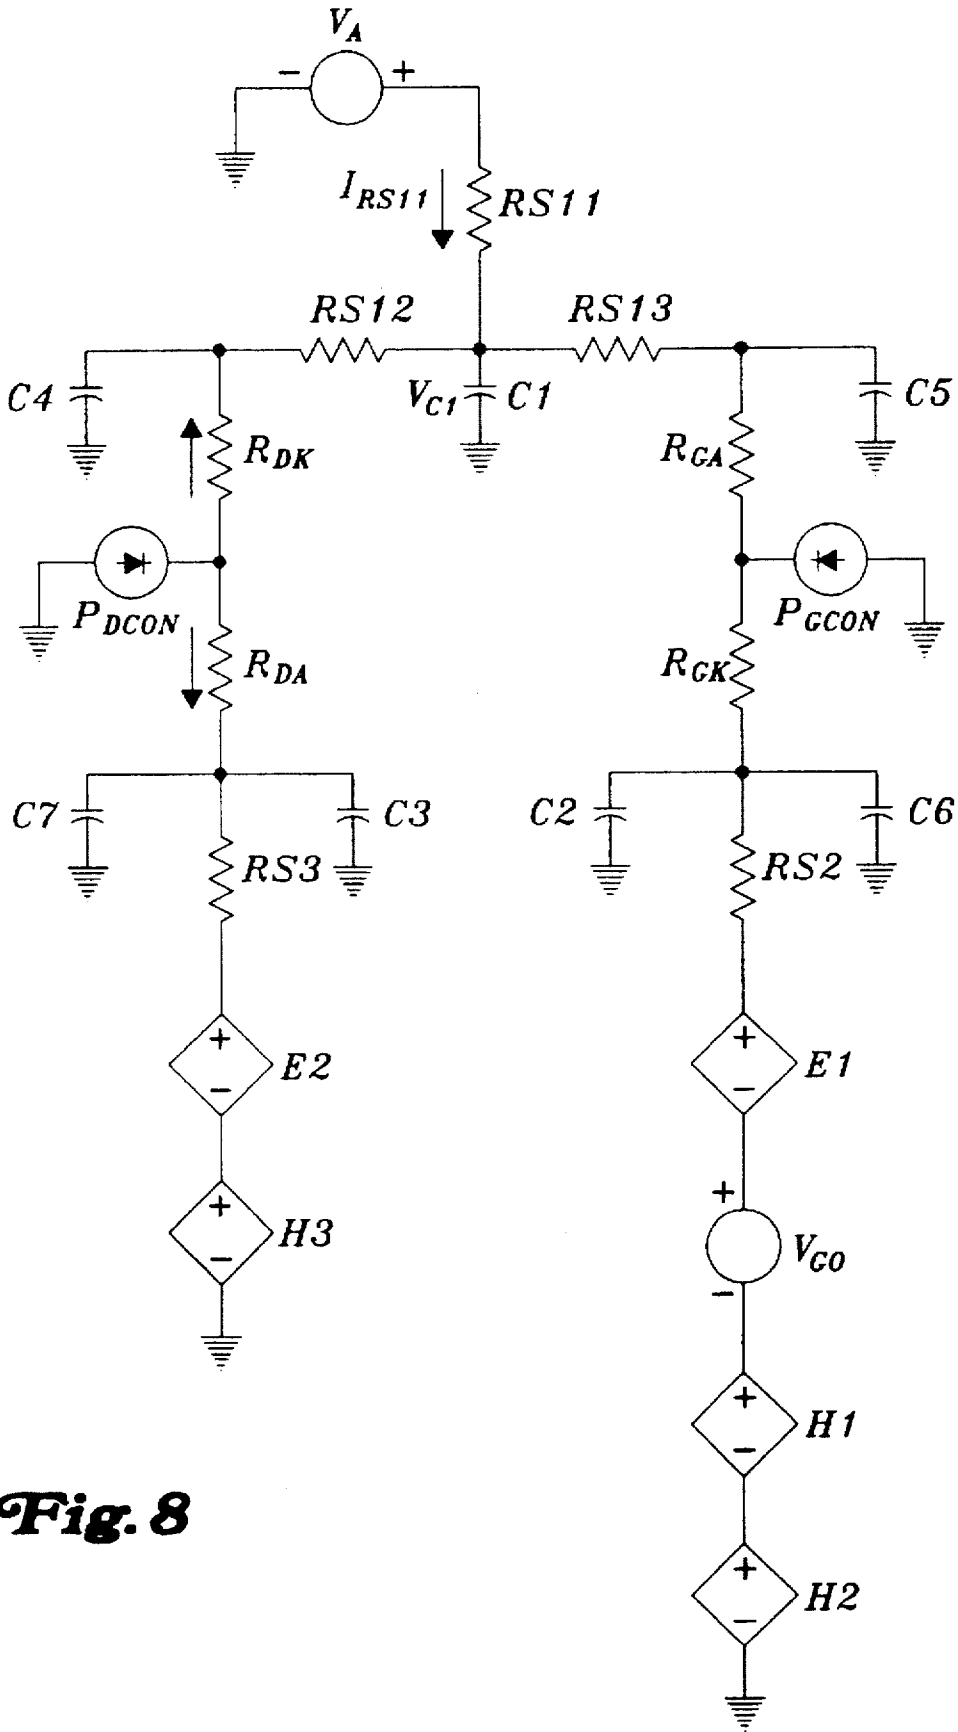 V_A
- +
I_RS11 RS11
RS12 RS13
C4 V_C1 C1 C5
R_DK R_GA
P_DCON P_GCON
R_DA R_GK
C7 C3 C2 C6
RS3 RS2
+
-
E2
+
-
E1
+
-
H3
+
-
V_GO
+
-
H1
+
-
H2
Fig. 8